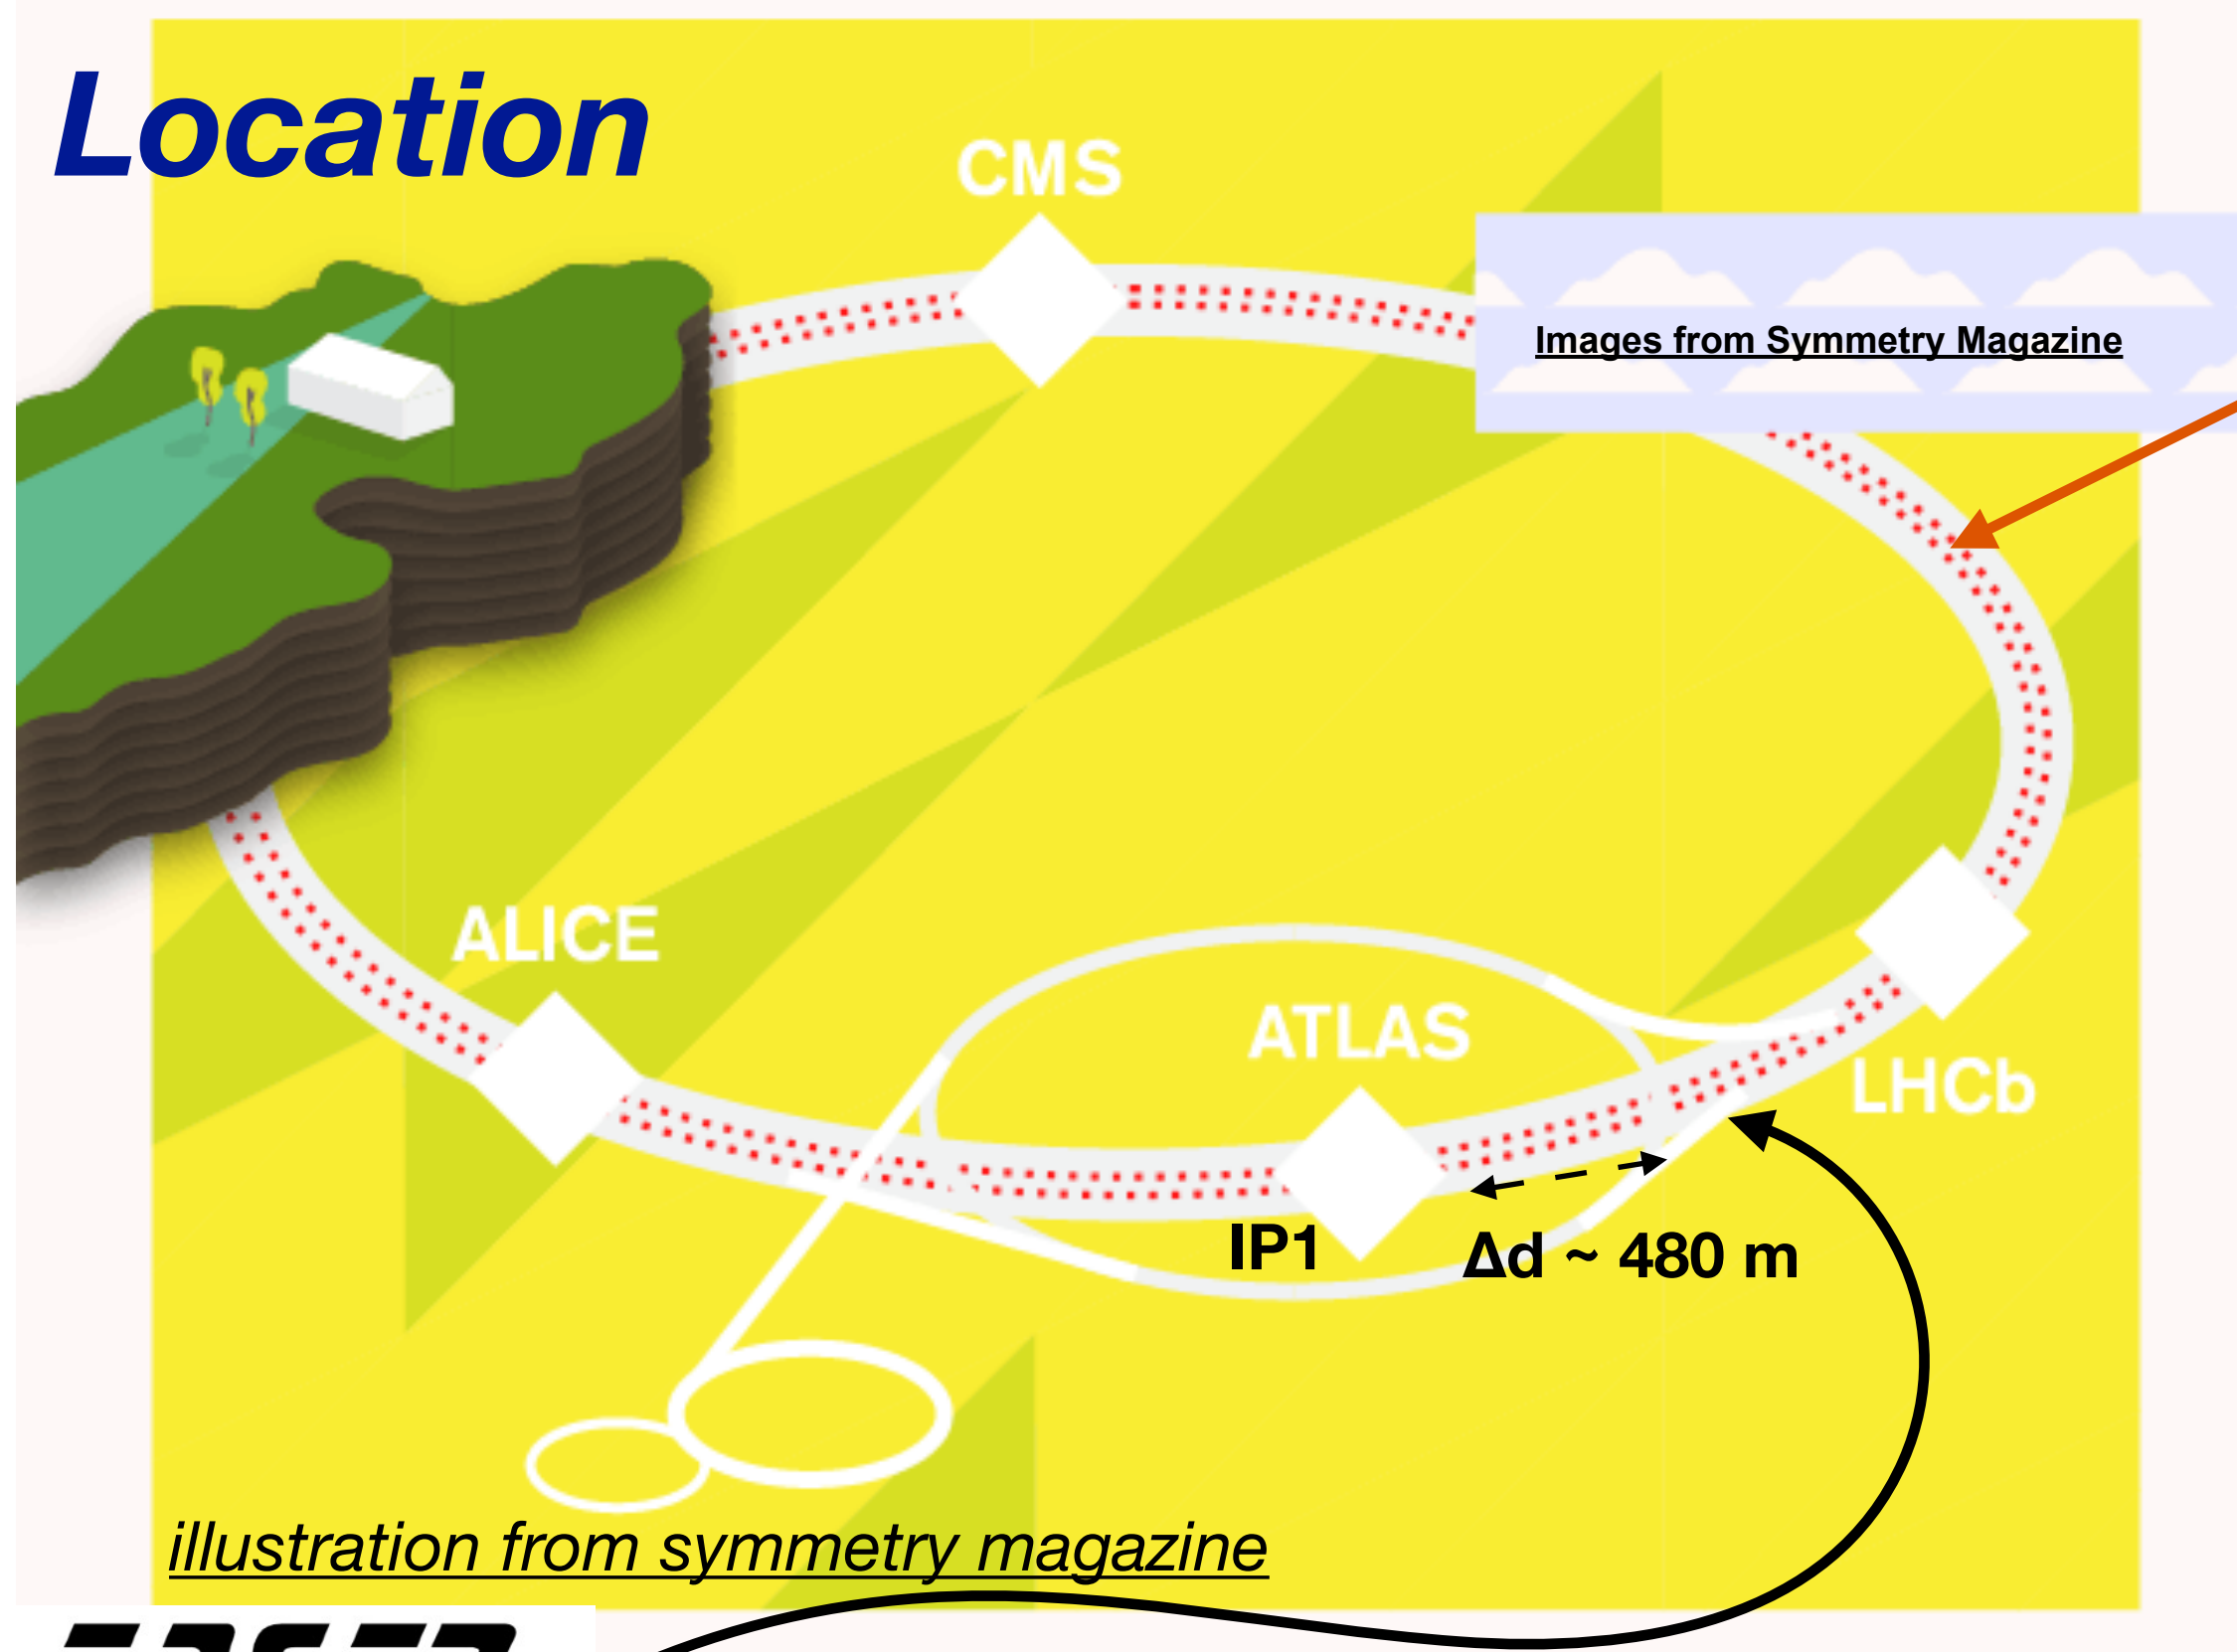 Location
CMS
Images from Symmetry Magazine
ALICE
ATLAS
LHCb
IP1
Δd ~ 480 m
illustration from symmetry magazine